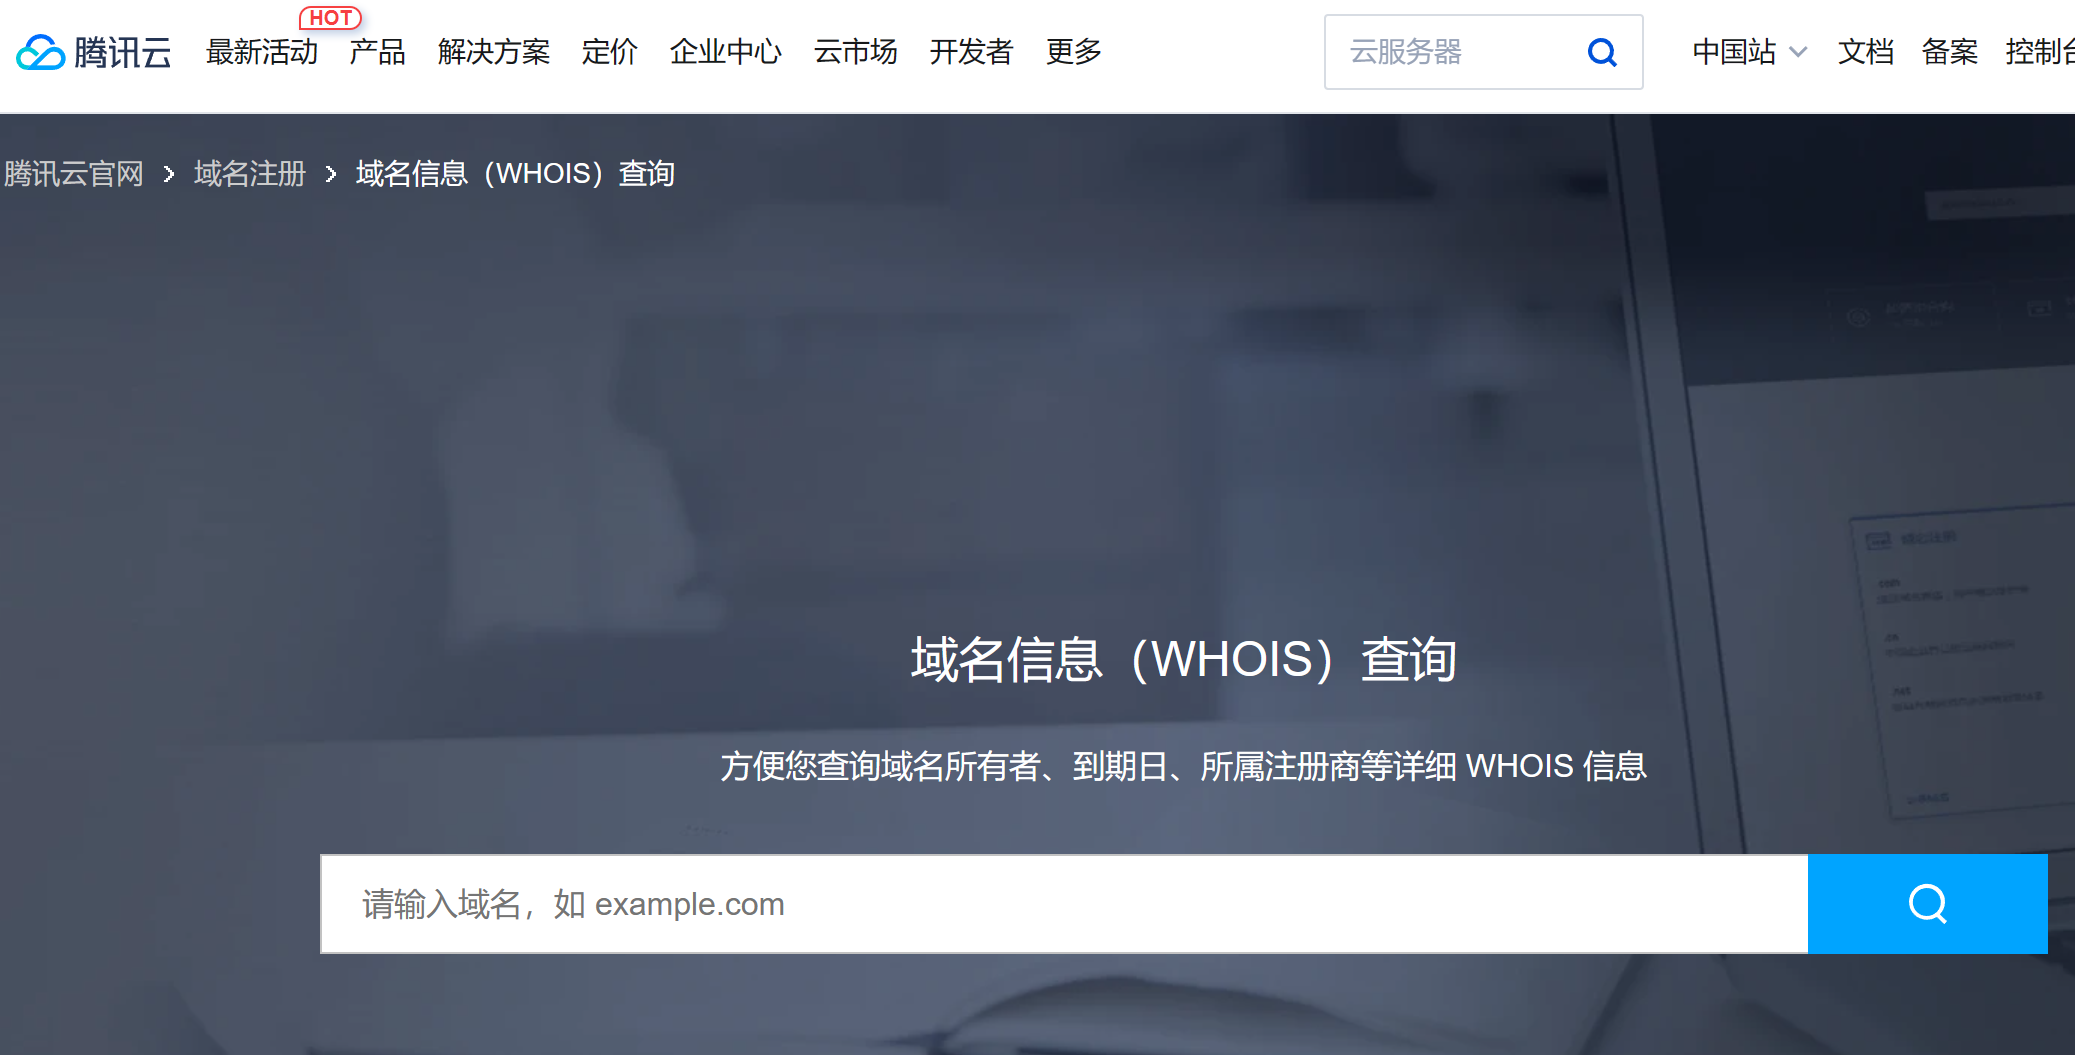 HOT
腾讯云 最新活动 产品 解决方案 定价 企业中心 云市场 开发者 更多 云服务器 中国站 文档 备案 控制台
腾讯云官网 > 域名注册 > 域名信息（WHOIS）查询
域名信息（WHOIS）查询
方便您查询域名所有者、到期日、所属注册商等详细 WHOIS 信息
请输入域名，如 example.com